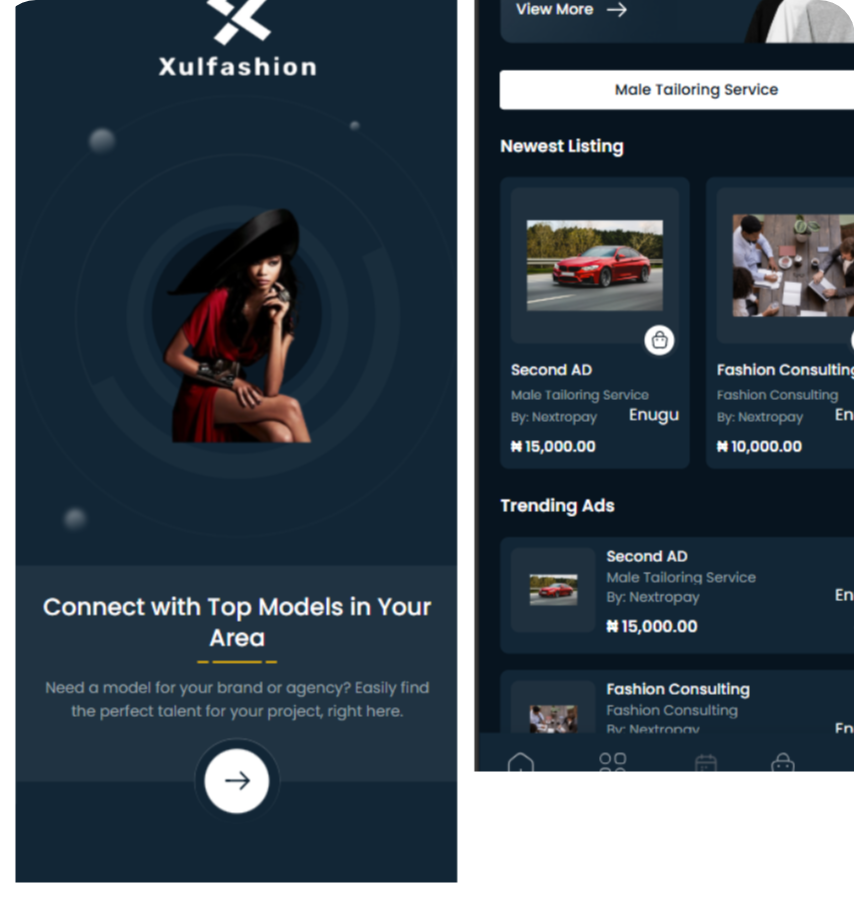 Xulfashion
Connect with Top Models in Your
Area
Need a model for your brand or agency? Easily find
the perfect talent for your project, right here.
View More
Male Tailoring Service
Newest Listing
Second AD
Male Tailoring Service
By: Nextropay Enugu
₦ 15,000.00
Fashion Consulting
Fashion Consulting
By: Nextropay En
₦ 10,000.00
Trending Ads
Second AD
Male Tailoring Service
By: Nextropay En
₦ 15,000.00
Fashion Consulting
Fashion Consulting
By: Nextropay En